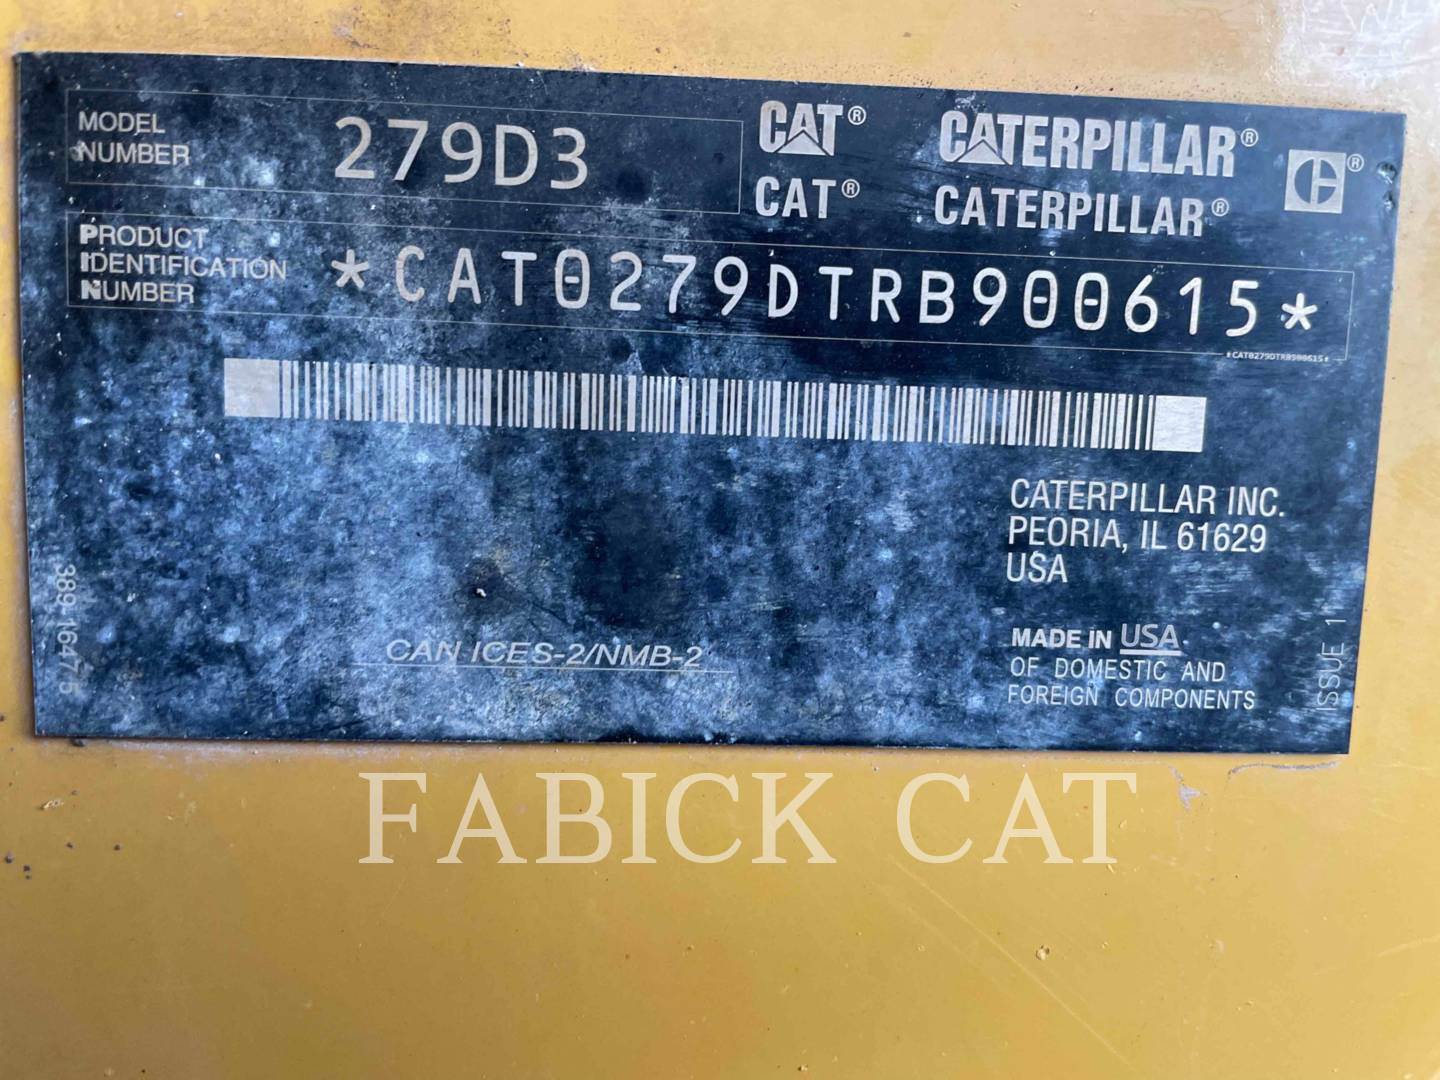 MODEL
NUMBER
279D3
CAT® CATERPILLAR® ®
CAT® CATERPILLAR®
PRODUCT
IDENTIFICATION
NUMBER
*CAT0279DTRB900615*
*CAT0279DTRB900615*
CATERPILLAR INC.
PEORIA, IL 61629
USA
MADE IN USA
OF DOMESTIC AND
FOREIGN COMPONENTS
CAN ICES-2/NMB-2
389-1647
ISSUE 1
FABICK CAT